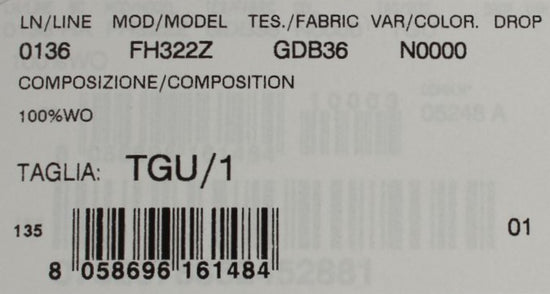 LN/LINE MOD/MODEL TES./FABRIC VAR/COLOR. DROP
0136 FH322Z GDB36 N0000
COMPOSIZIONE/COMPOSITION
100%WO
TAGLIA: TGU/1
135 01
8 058696 161484